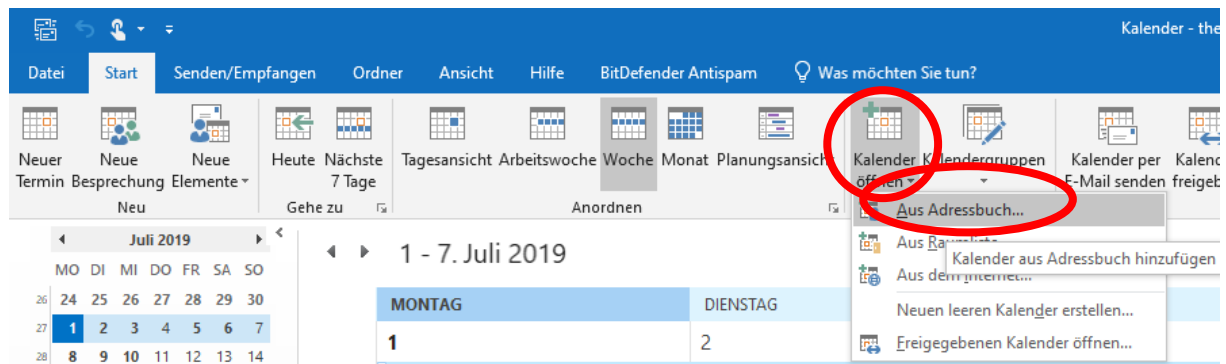 Kalender - the
Datei Start Senden/Empfangen Ordner Ansicht Hilfe BitDefender Antispam Was möchten Sie tun?
Neuer Neue Neue Heute Nächste Tagesansicht Arbeitswoche Woche Monat Planungsansicht Kalender Kalendergruppen Kalender per Kalend
Termin Besprechung Elemente 7 Tage öffnen E-Mail senden freigeb
Neu Gehe zu Anordnen
Aus Adressbuch...
Juli 2019
Aus Raumliste...
1 - 7. Juli 2019
Kalender aus Adressbuch hinzufügen
MO DI MI DO FR SA SO
Aus dem Internet...
26 24 25 26 27 28 29 30
MONTAG DIENSTAG
Neuen leeren Kalender erstellen...
27 1 2 3 4 5 6 7
1 2
Freigegebenen Kalender öffnen...
28 8 9 10 11 12 13 14